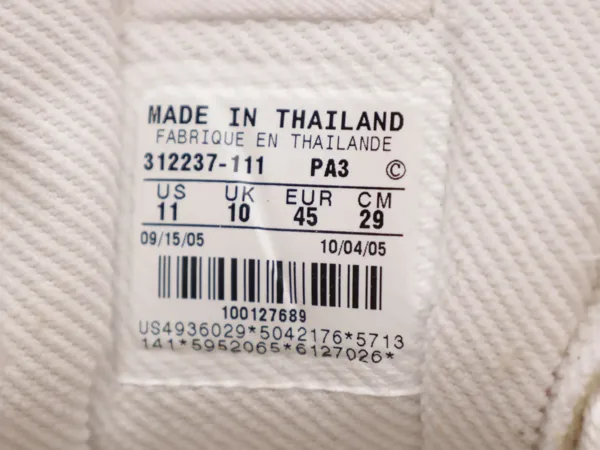 MADE IN THAILAND
FABRIQUE EN THAILANDE
312237-111 PA3 ©
US UK EUR CM
11 10 45 29
09/15/05 10/04/05
100127689
US4936029*5042176*5713
141*5952065*6127026*